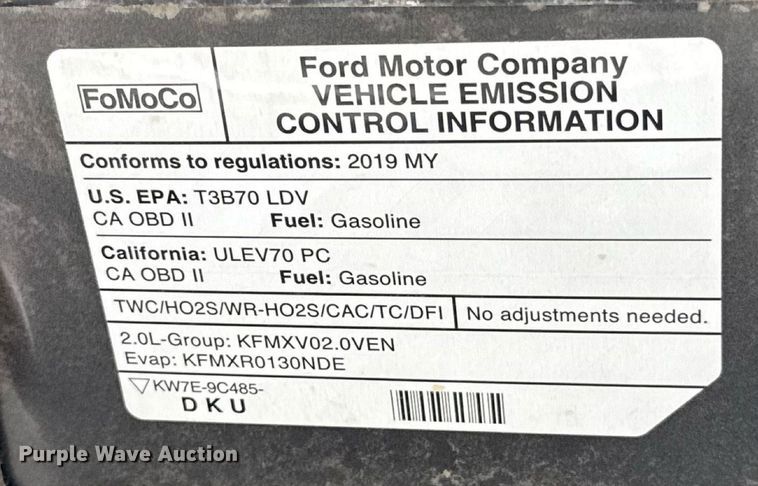 FoMoCo
Ford Motor Company
VEHICLE EMISSION
CONTROL INFORMATION
Conforms to regulations: 2019 MY
U.S. EPA: T3B70 LDV
CA OBD II Fuel: Gasoline
California: ULEV70 PC
CA OBD II Fuel: Gasoline
TWC/HO2S/WR-HO2S/CAC/TC/DFI No adjustments needed.
2.0L-Group: KFMXV02.0VEN
Evap: KFMXR0130NDE
▽KW7E-9C485-
D K U
Purple Wave Auction